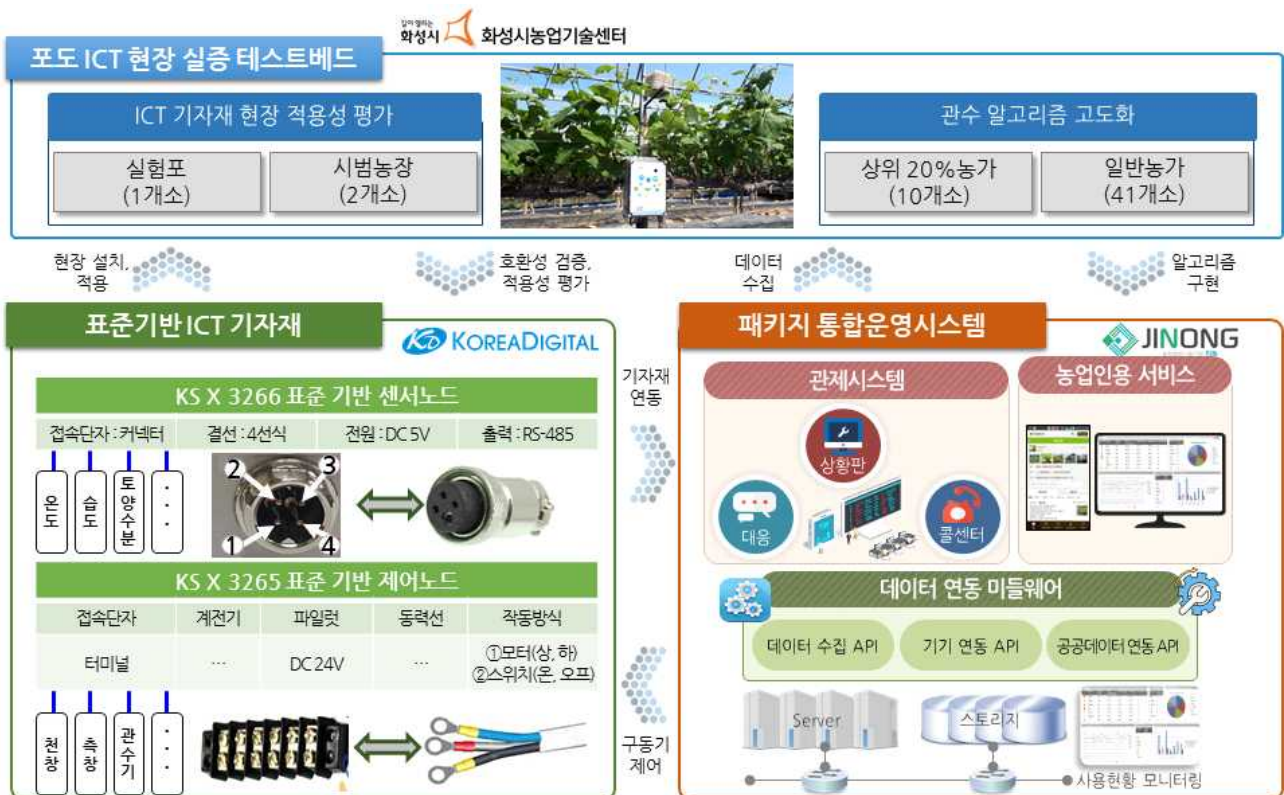 길이 열리는
화성시
화성시농업기술센터
포도 ICT 현장 실증 테스트베드
ICT 기자재 현장 적용성 평가
실험포
(1개소)
시범농장
(2개소)
관수 알고리즘 고도화
상위 20%농가
(10개소)
일반농가
(41개소)
현장 설치,
적용
호환성 검증,
적용성 평가
데이터
수집
알고리즘
구현
표준기반 ICT 기자재
KD KOREADIGITAL
KS X 3266 표준 기반 센서노드
접속단자 : 커넥터
결선 : 4선식
전원 : DC 5V
출력 : RS-485
온도
습도
토양수분
...
2
3
1
4
KS X 3265 표준 기반 제어노드
접속단자
계전기
파일럿
동력선
작동방식
터미널
...
DC 24V
...
①모터(상, 하)
②스위치(온, 오프)
천창
측창
관수기
...
기자재
연동
구동기
제어
패키지 통합운영시스템
JINONG
관제시스템
상황판
대응
콜센터
농업인용 서비스
데이터 연동 미들웨어
데이터 수집 API
기기 연동 API
공공데이터 연동 API
Server
스토리지
사용현황 모니터링